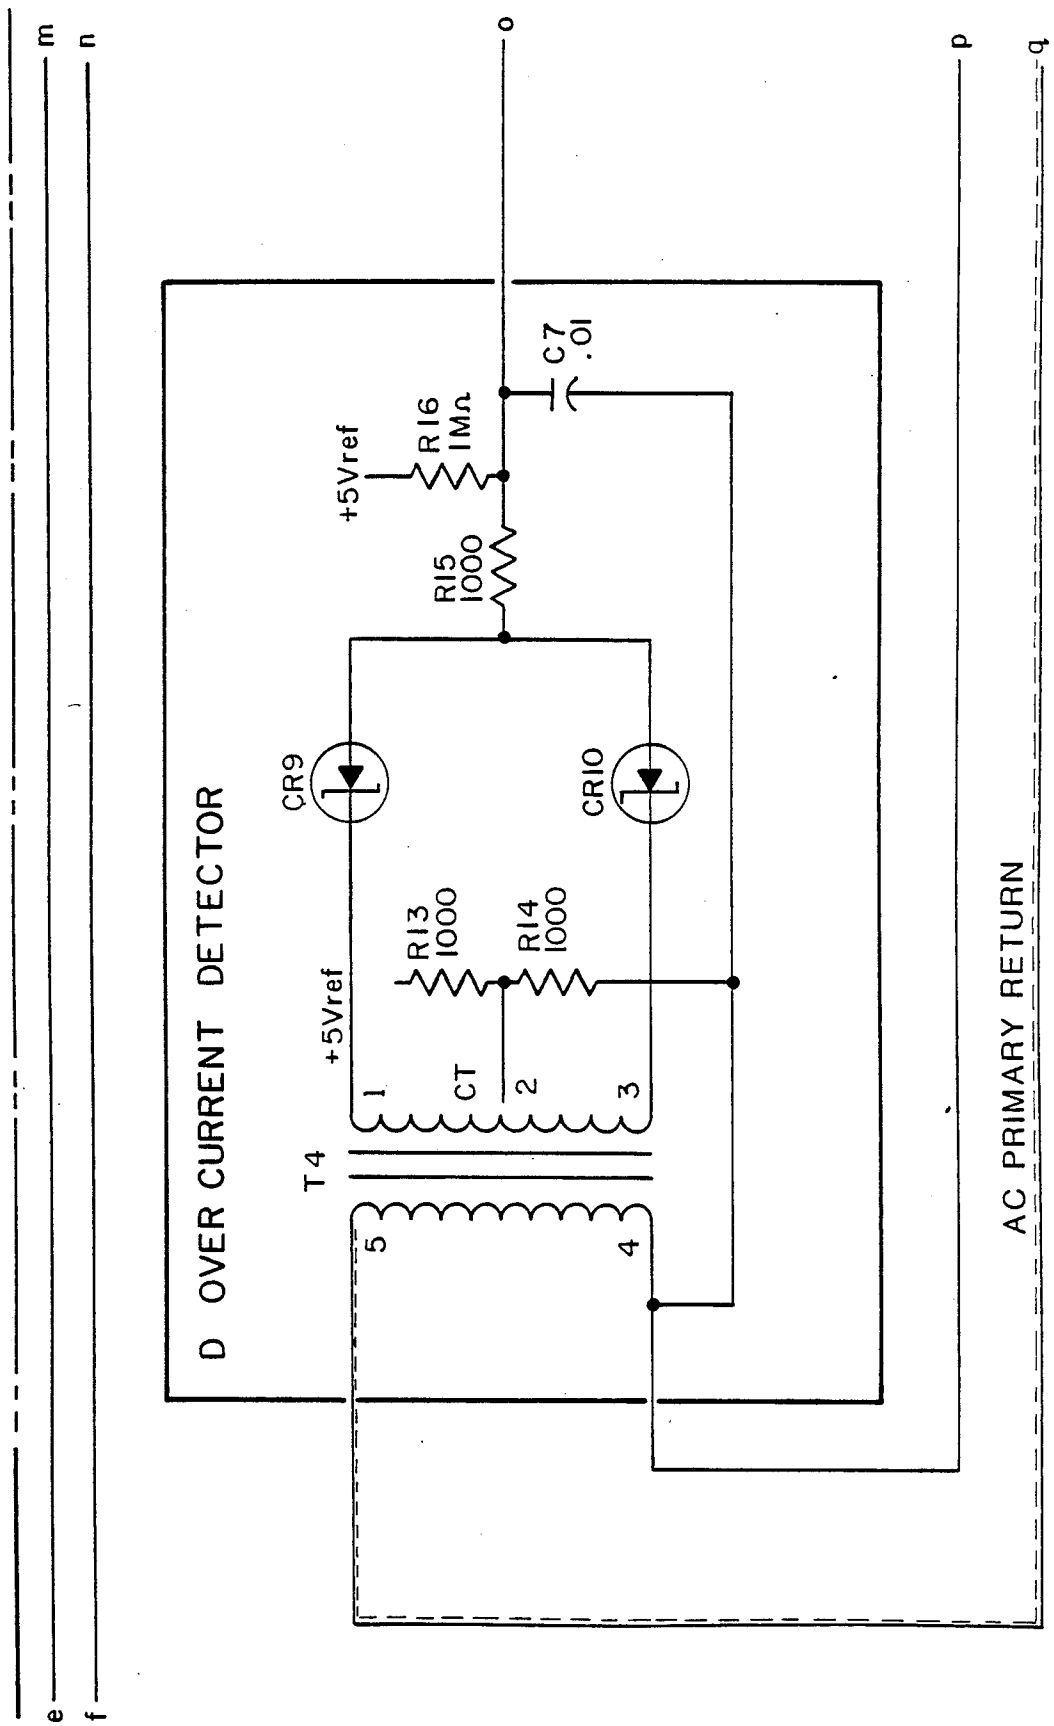 m
n
o
p
q
D OVER CURRENT DETECTOR
T4
+5Vref
1
CT
2
3
5
4
R13
1000
R14
1000
CR9
CR10
R15
1000
+5Vref
R16
1MΩ
C7
.01
AC PRIMARY RETURN
e
f